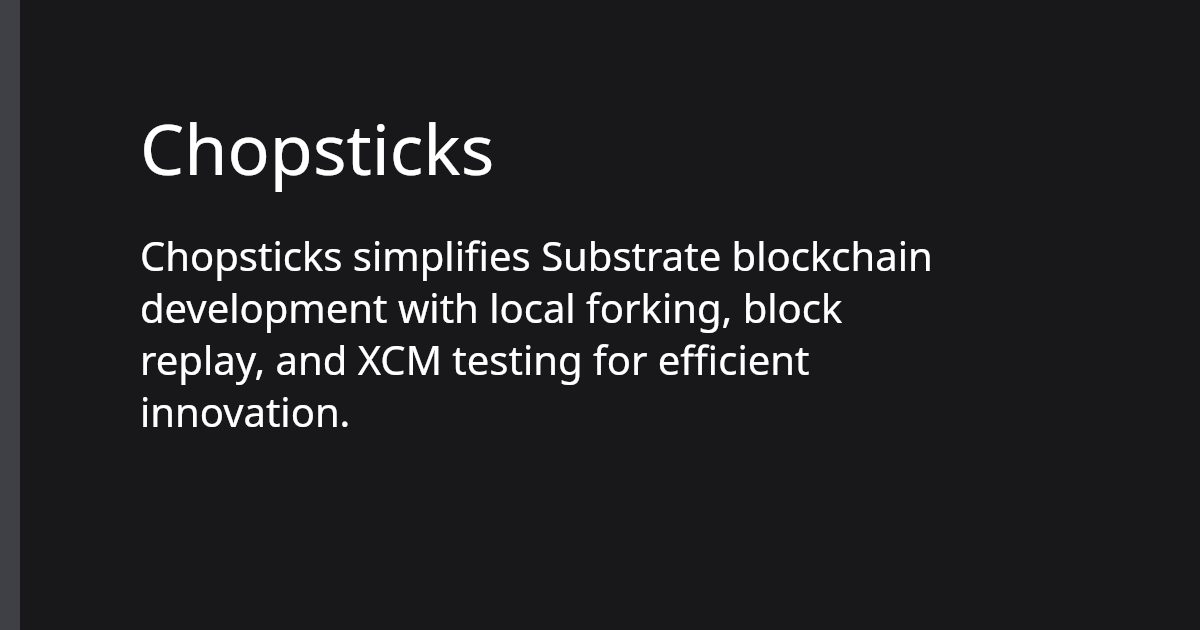 Chopsticks
Chopsticks simplifies Substrate blockchain
development with local forking, block
replay, and XCM testing for efficient
innovation.